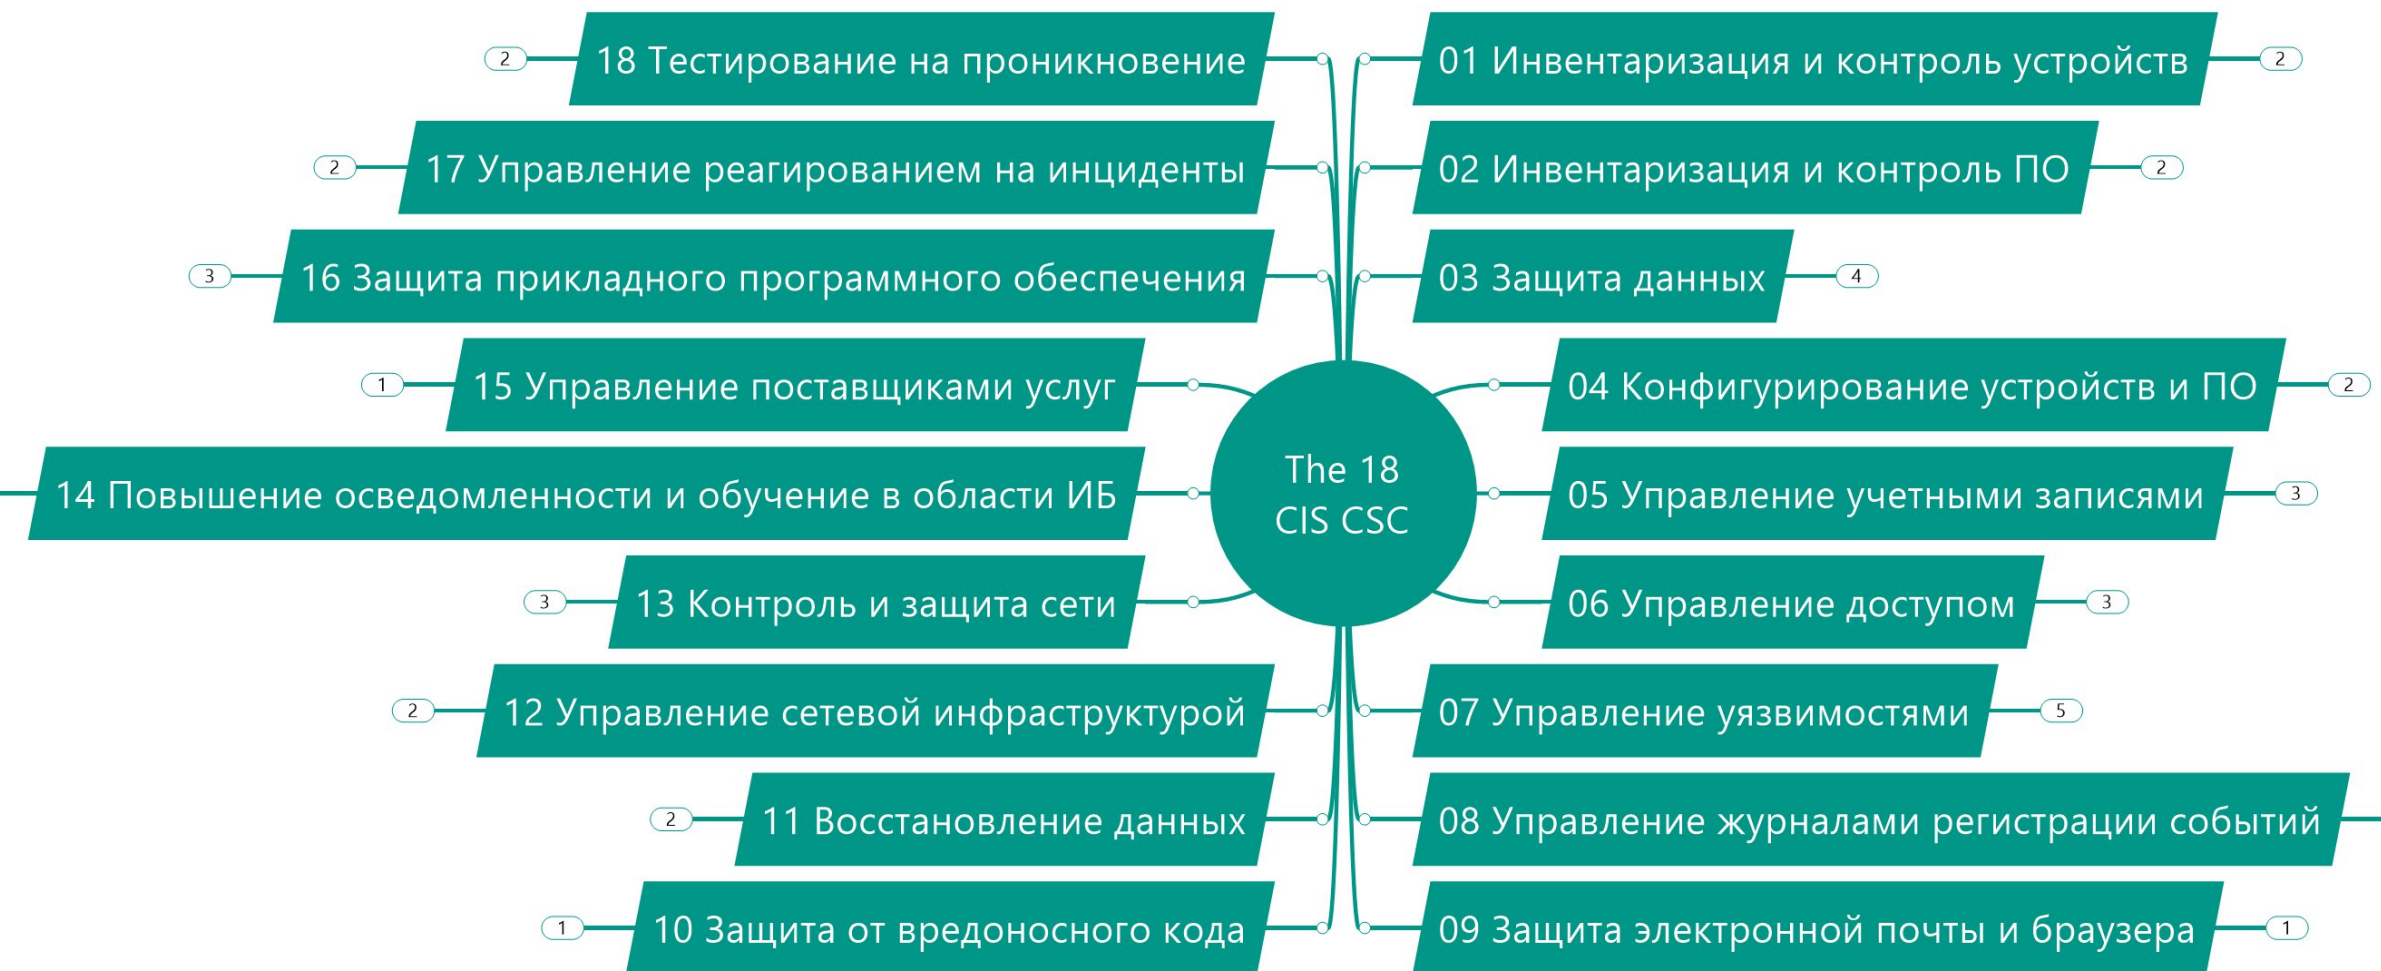 The 18
CIS CSC
01 Инвентаризация и контроль устройств
2
02 Инвентаризация и контроль ПО
2
03 Защита данных
4
04 Конфигурирование устройств и ПО
2
05 Управление учетными записями
3
06 Управление доступом
3
07 Управление уязвимостями
5
08 Управление журналами регистрации событий
09 Защита электронной почты и браузера
1
10 Защита от вредоносного кода
1
11 Восстановление данных
2
12 Управление сетевой инфраструктурой
2
13 Контроль и защита сети
3
14 Повышение осведомленности и обучение в области ИБ
15 Управление поставщиками услуг
1
16 Защита прикладного программного обеспечения
3
17 Управление реагированием на инциденты
2
18 Тестирование на проникновение
2